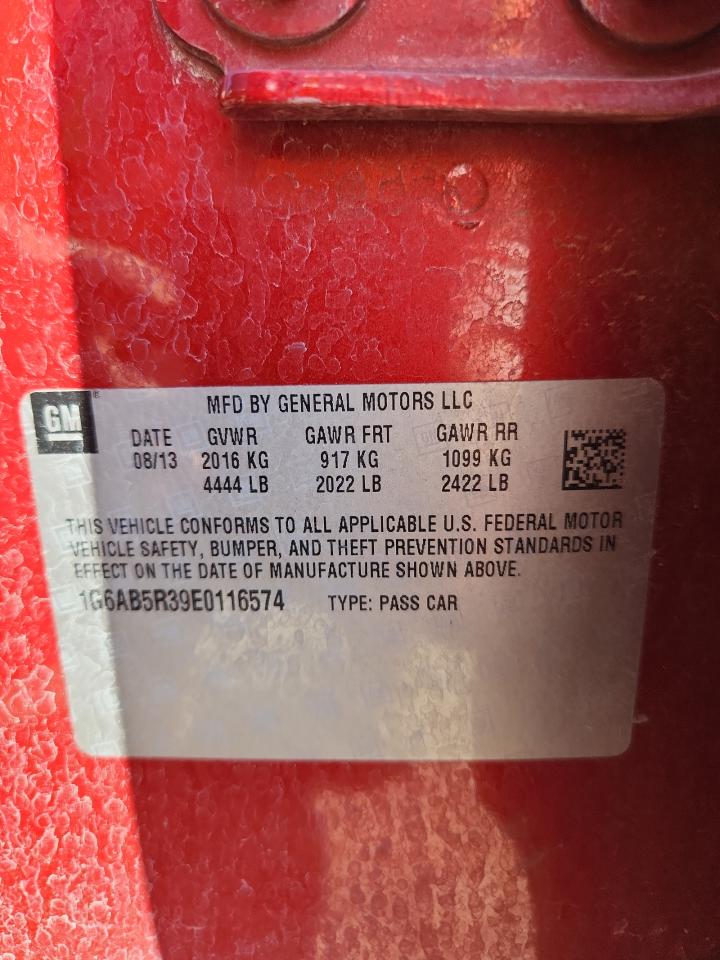 GM
MFD BY GENERAL MOTORS LLC
DATE GVWR GAWR FRT GAWR RR
08/13 2016 KG 917 KG 1099 KG
4444 LB 2022 LB 2422 LB
THIS VEHICLE CONFORMS TO ALL APPLICABLE U.S. FEDERAL MOTOR
VEHICLE SAFETY, BUMPER, AND THEFT PREVENTION STANDARDS IN
EFFECT ON THE DATE OF MANUFACTURE SHOWN ABOVE.
1G6AB5R39E0116574 TYPE: PASS CAR